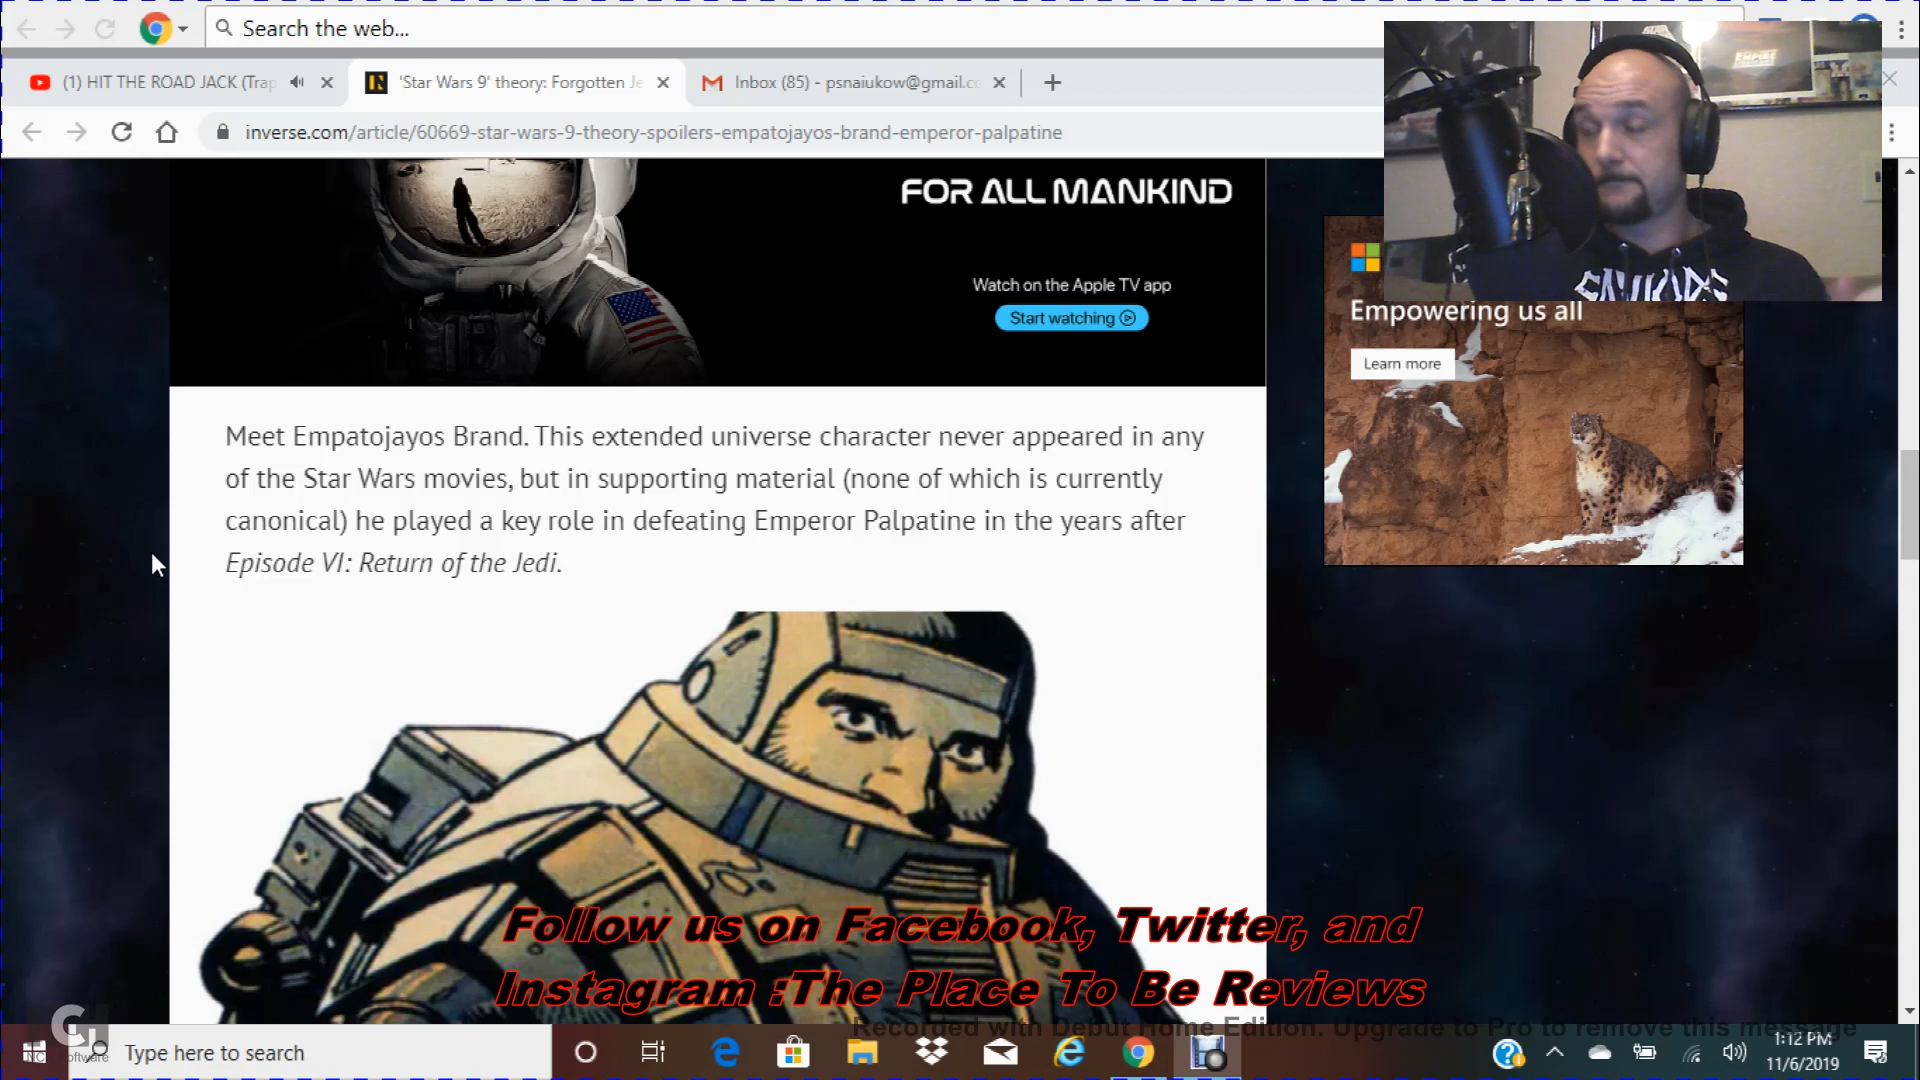 Search the web...
(1) HIT THE ROAD JACK (Trap
'Star Wars 9' theory: Forgotten Je
Inbox (85) - psnaiukow@gmail.co
inverse.com/article/60669-star-wars-9-theory-spoilers-empatojayos-brand-emperor-palpatine
FOR ALL MANKIND
Watch on the Apple TV app
Start watching
Empowering us all
Learn more
Meet Empatojayos Brand. This extended universe character never appeared in any
of the Star Wars movies, but in supporting material (none of which is currently
canonical) he played a key role in defeating Emperor Palpatine in the years after
Episode VI: Return of the Jedi.
Follow us on Facebook, Twitter, and
Instagram :The Place To Be Reviews
Recorded with Debut Home Edition. Upgrade to Pro to remove this message
Type here to search
1:12 PM
11/6/2019